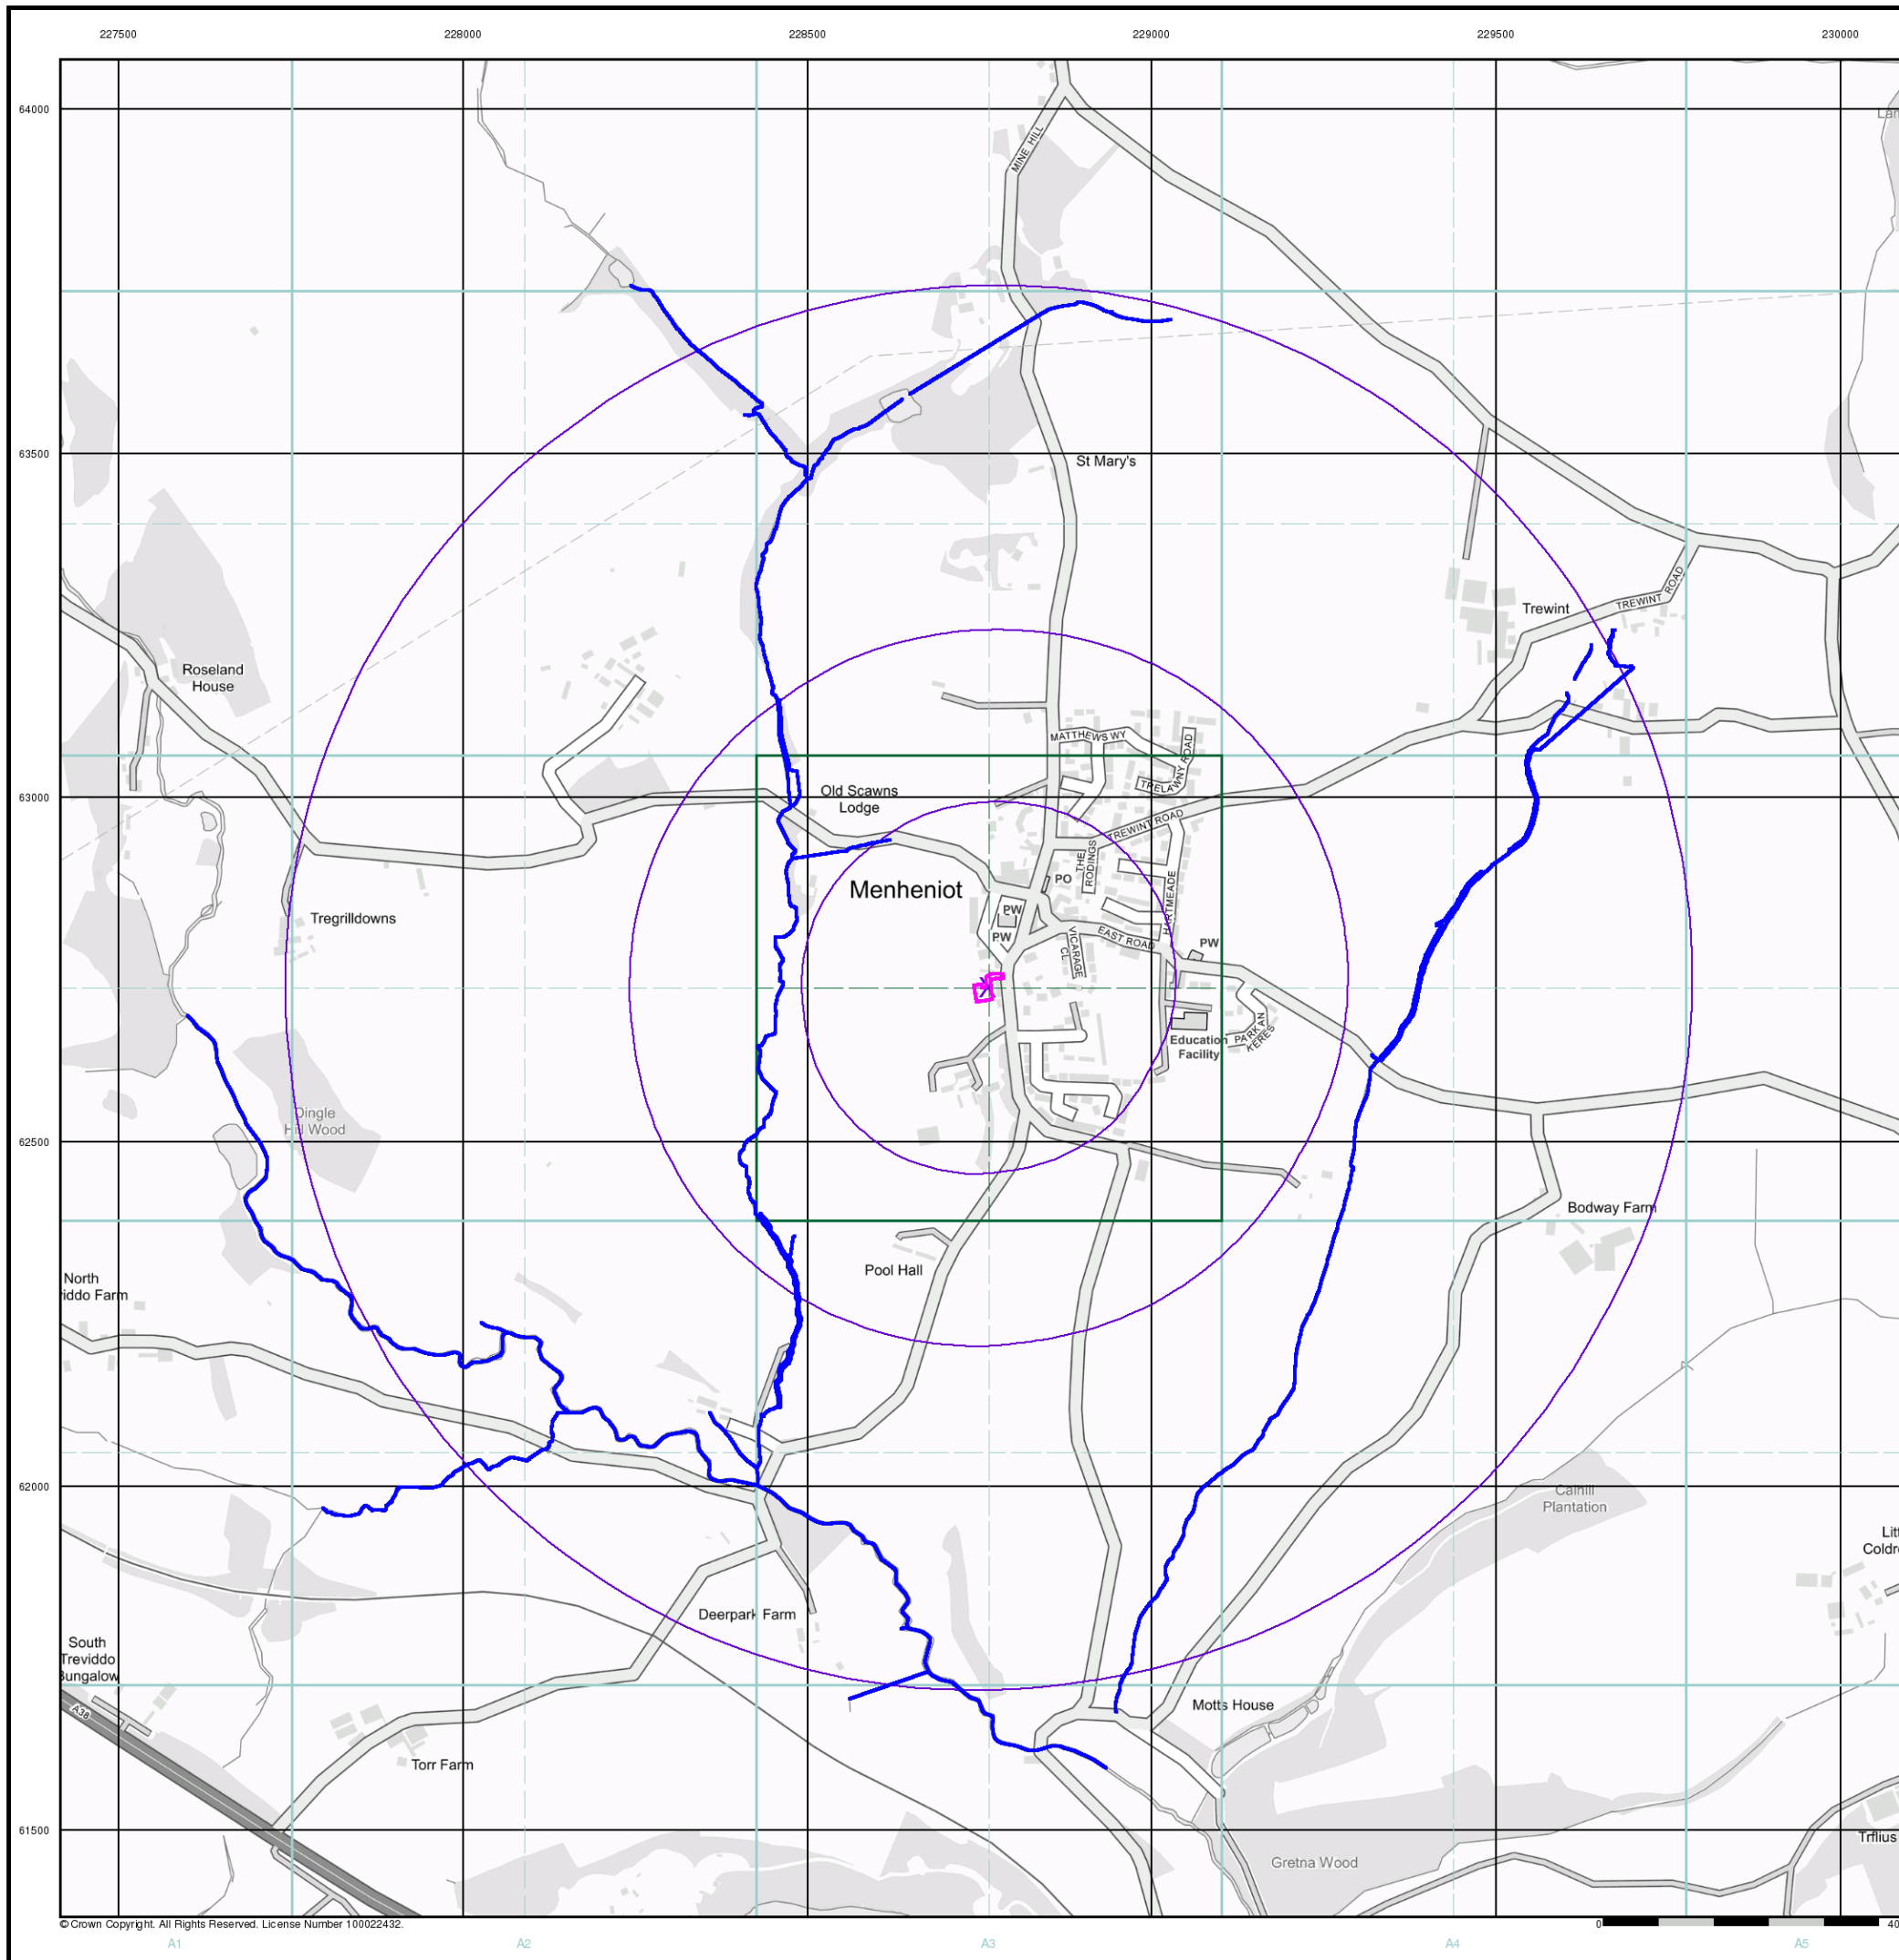 227500 228000 228500 229000 229500 230000
64000
MINE HILL
63500
St Mary's
Trewint
TREWINT ROAD
Roseland
House
MATTHEWS WY
TRELAWNY ROAD
63000
Old Scawns
Lodge
TREWINT ROAD
THE
RODINGS
HARTMEADE
Menheniot
PO
PW
PW
Tregrilldowns
EAST ROAD
VICARAGE
CL
PW
Education
Facility
PARK AN
KERES
Dingle
Hill Wood
62500
Bodway Farm
Pool Hall
North
iddo Farm
62000
Calhill
Plantation
Deerpark Farm
South
Treviddo
Bungalow
A38
Motts House
Torr Farm
61500
Gretna Wood
© Crown Copyright. All Rights Reserved. License Number 100022432.
0
A1 A2 A3 A4 A5